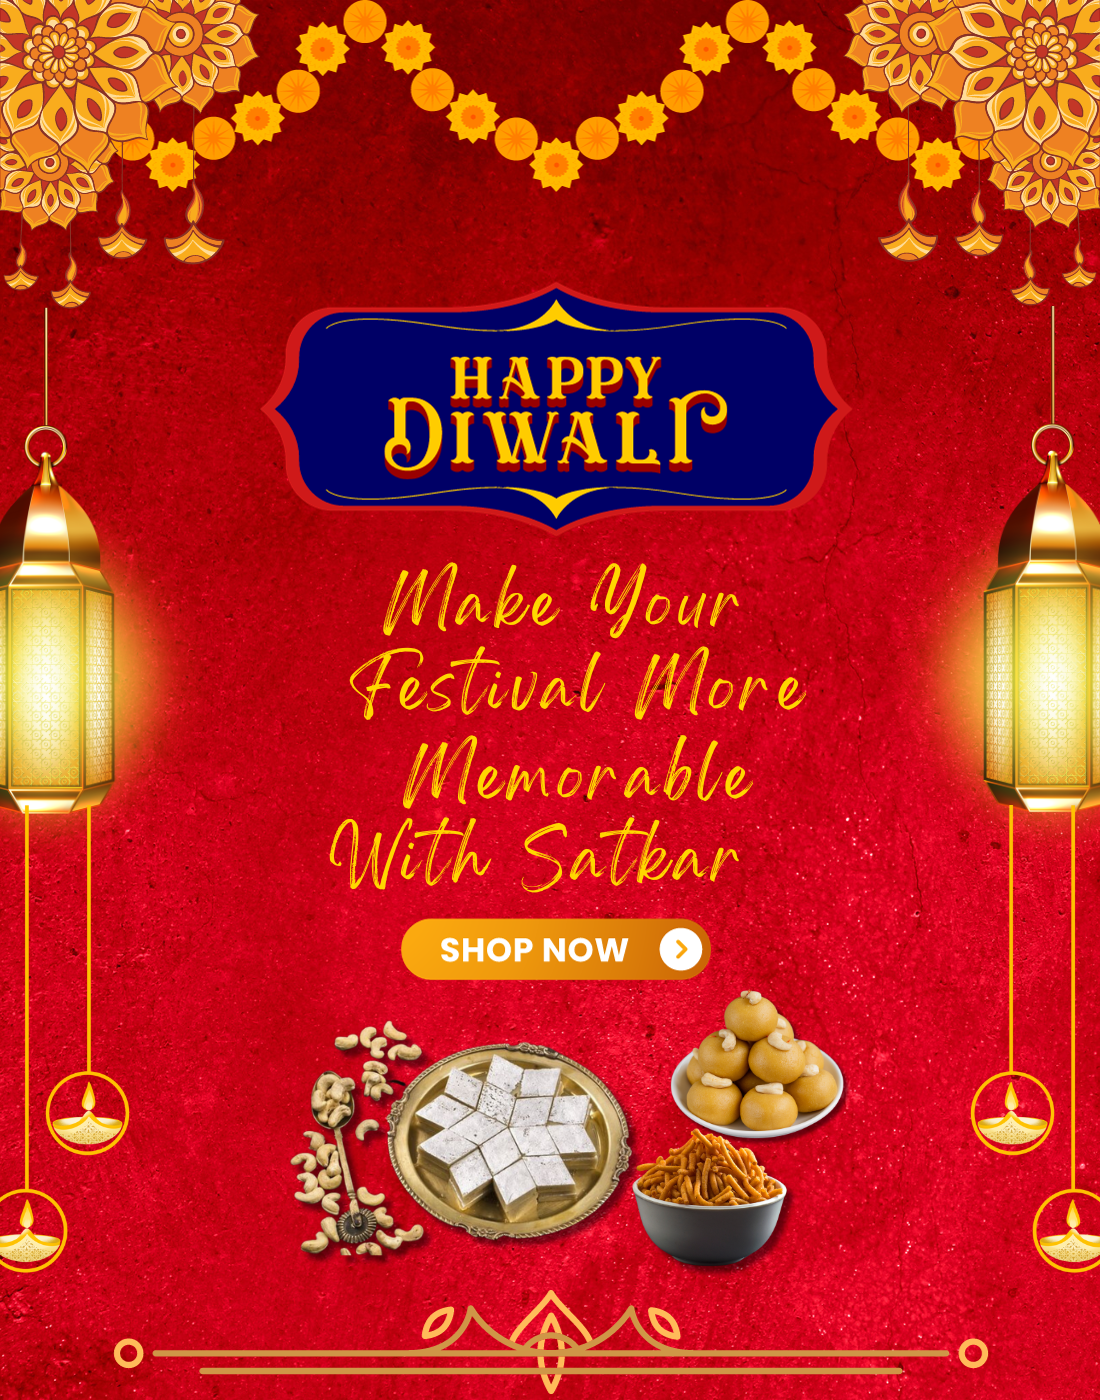 HAPPY
DIWALI
Make Your
Festival More
Memorable
With Satkar
SHOP NOW